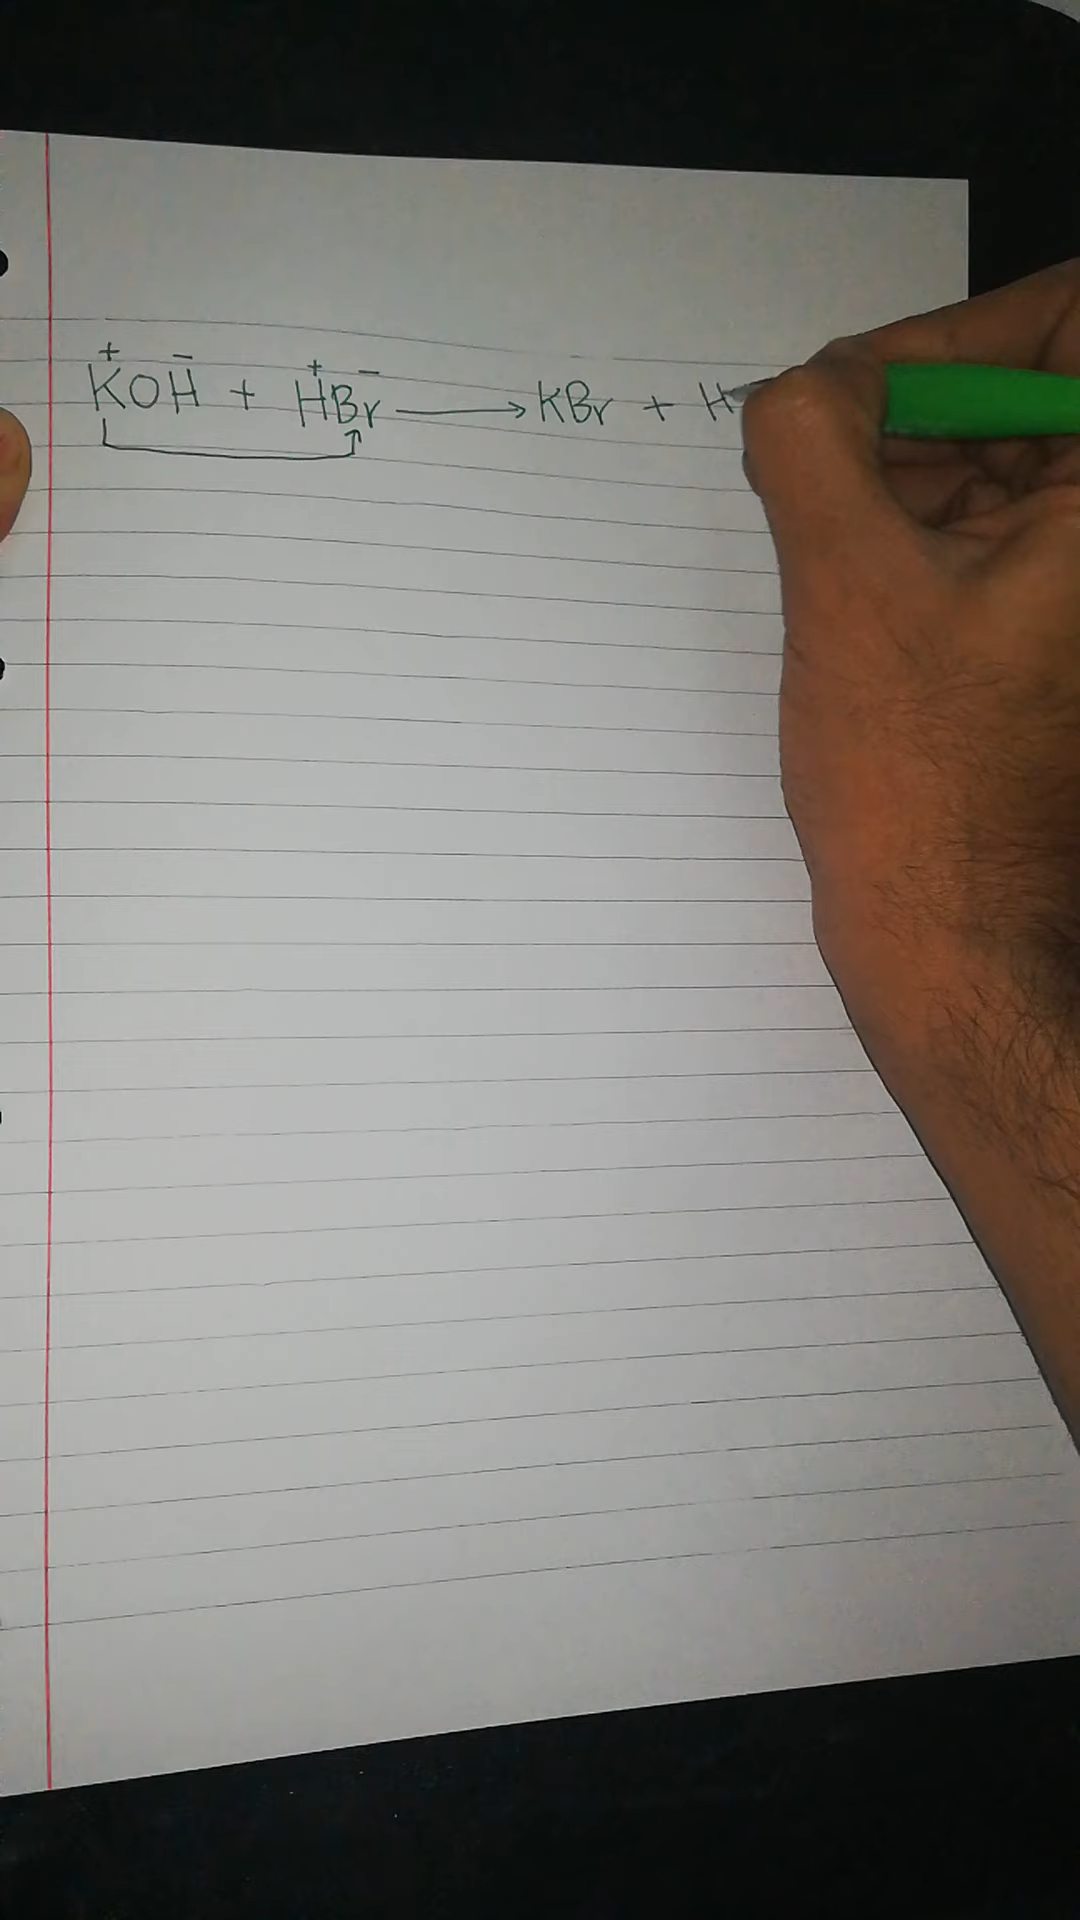 + − + −
KOH + HBr ⟶ KBr + H